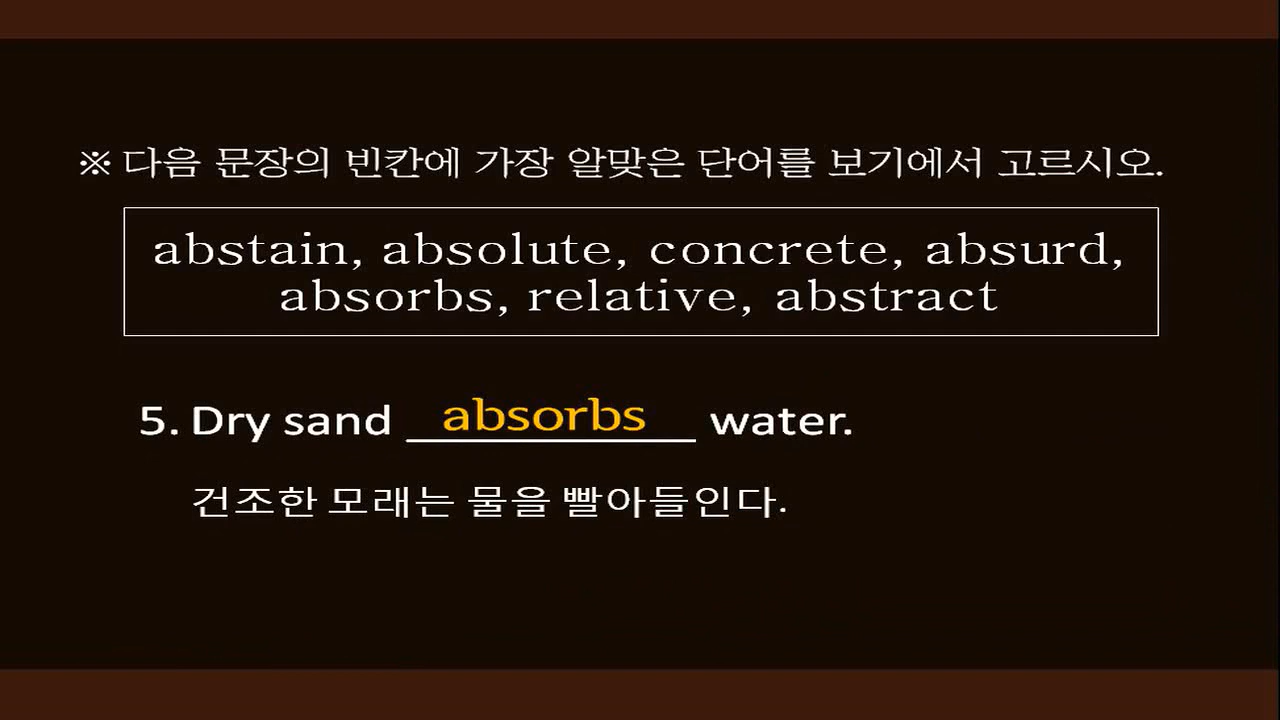 ※ 다음 문장의 빈칸에 가장 알맞은 단어를 보기에서 고르시오.
abstain, absolute, concrete, absurd,
absorbs, relative, abstract
5. Dry sand absorbs water.
건조한 모래는 물을 빨아들인다.